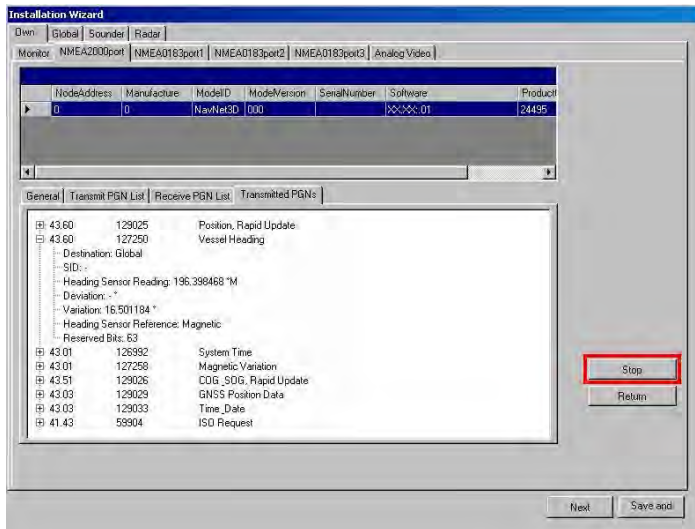 Installation Wizard
Own Global Sounder Radar
Monitor NMEA2000port NMEA0183port1 NMEA0183port2 NMEA0183port3 Analog Video
NodeAddress Manufacture ModelID ModelVersion SerialNumber Software Product
0 0 NavNet3D 000 XX.XX:.01 24495
General Transmit PGN List Receive PGN List Transmitted PGNs
43.60 129025 Position, Rapid Update
43.60 127250 Vessel Heading
Destination: Global
SID: -
Heading Sensor Reading: 196.398468 °M
Deviation: - °
Variation: 16.501184 °
Heading Sensor Reference: Magnetic
Reserved Bits: 63
43.01 126992 System Time
43.01 127258 Magnetic Variation
43.51 129026 COG ,SOG, Rapid Update
43.03 129029 GNSS Position Data
43.03 129033 Time_Date
41.43 59904 ISO Request
Stop
Return
Next Save and